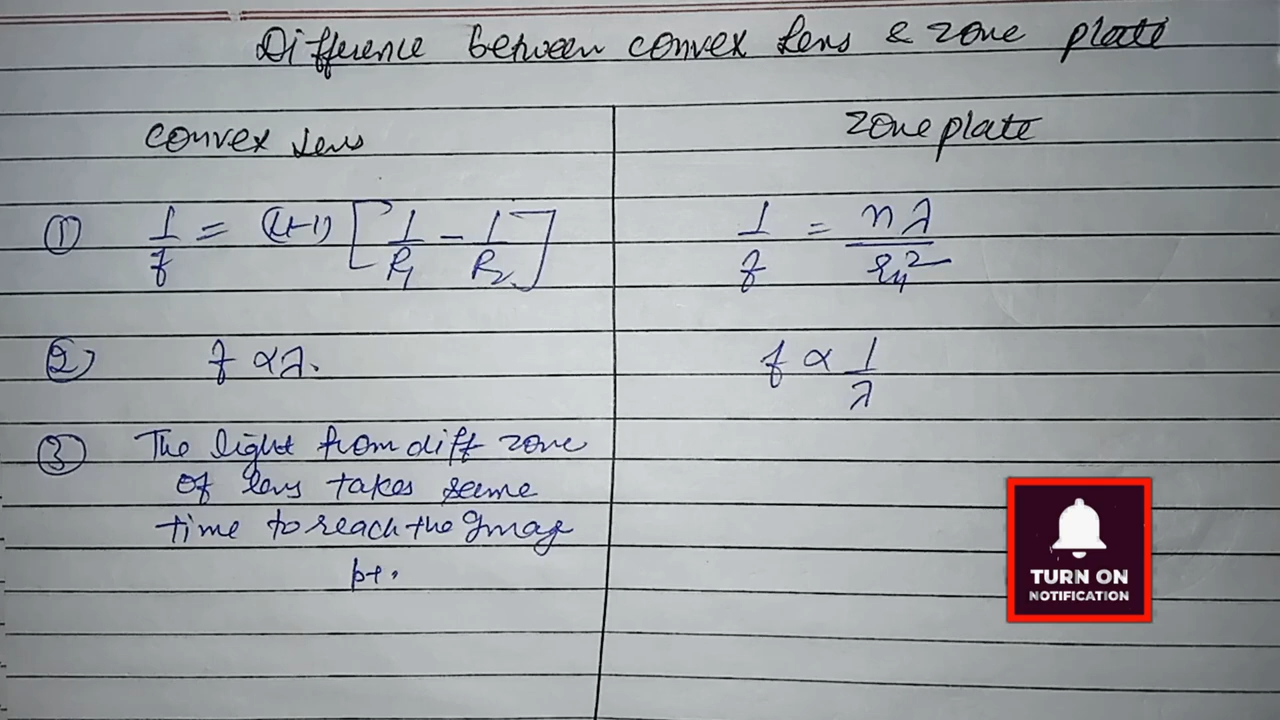 Difference between convex lens & zone plate
convex lens
zone plate
① 1/f = (μ-1) [1/R₁ - 1/R₂]
1/f = nλ/rₙ²
② f ∝ λ.
f ∝ 1/λ
③ The light from diff zone
of lens takes same
time to reach the Image
pt.
TURN ON
NOTIFICATION